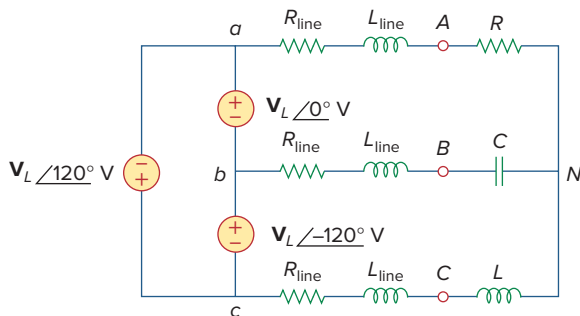 a R_line L_line A R
+
−
V_L ∠0° V
−
+
V_L ∠120° V
b R_line L_line B C N
+
−
V_L ∠−120° V
c R_line L_line C L